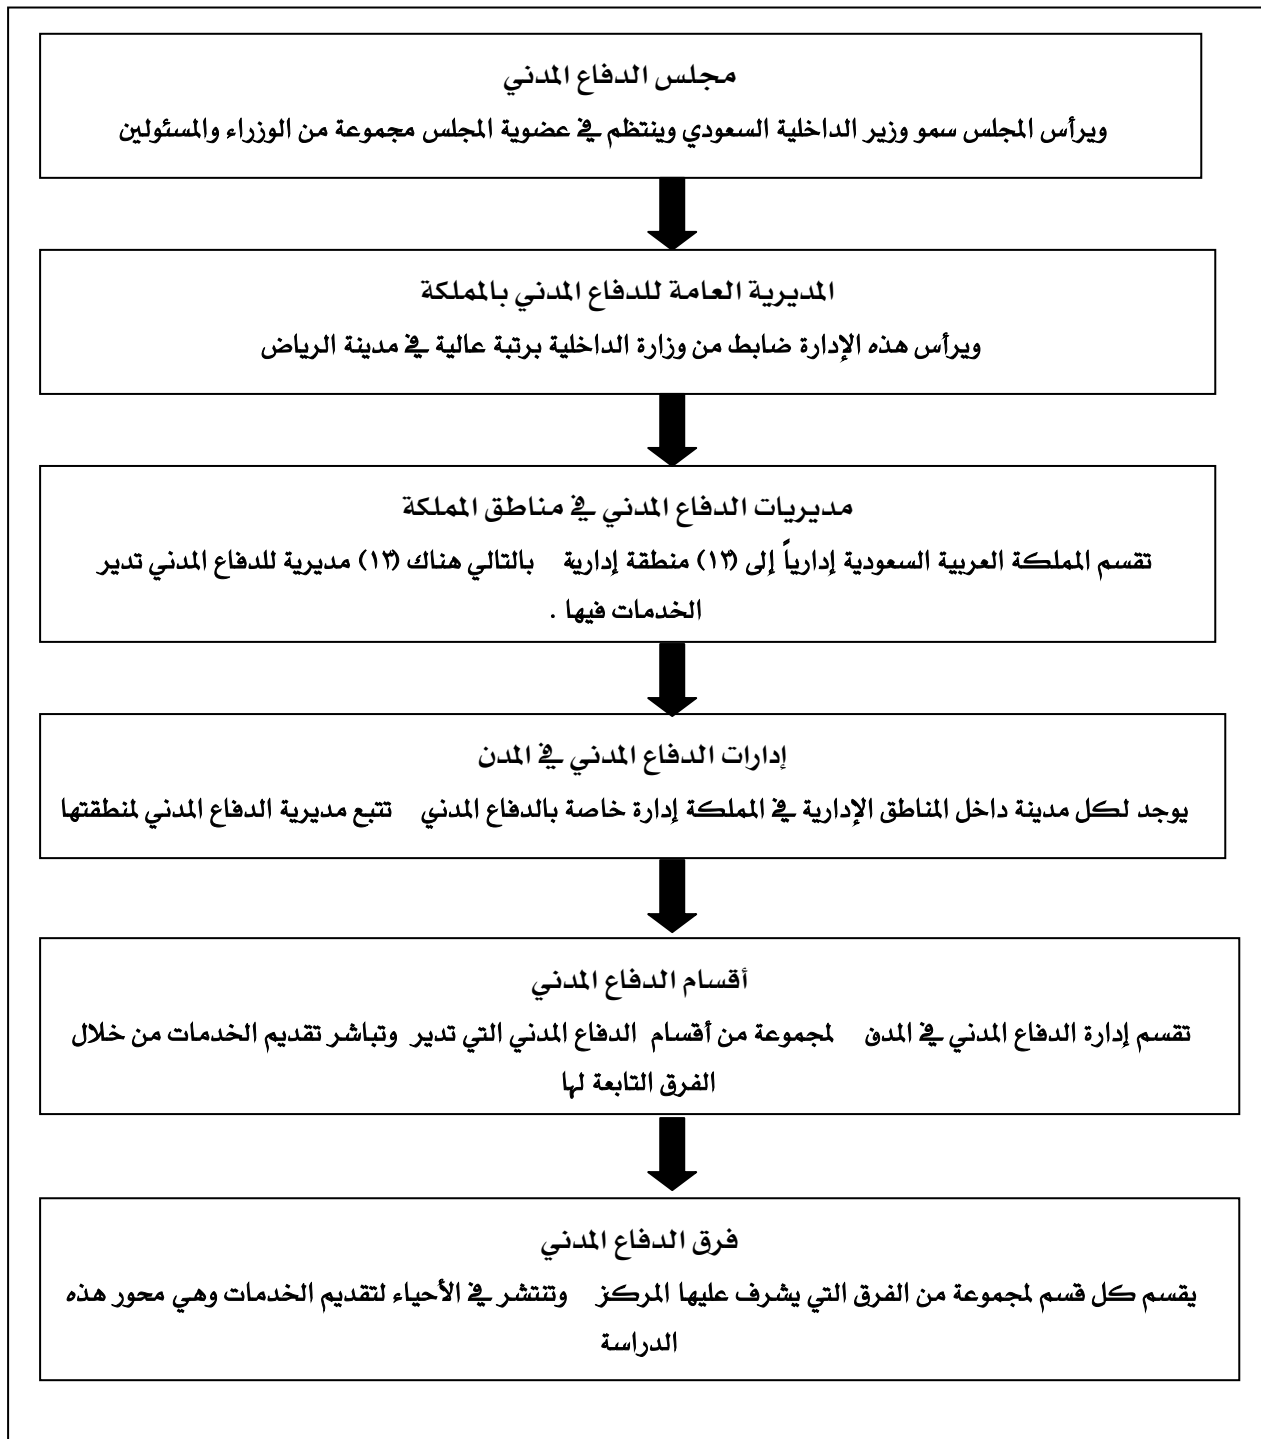 مجلس الدفاع المدني
ويرأس المجلس سمو وزير الداخلية السعودي وينتظم في عضوية المجلس مجموعة من الوزراء والمسئولين
المديرية العامة للدفاع المدني بالمملكة
ويرأس هذه الإدارة ضابط من وزارة الداخلية برتبة عالية في مدينة الرياض
مديريات الدفاع المدني في مناطق المملكة
تقسم المملكة العربية السعودية إدارياً إلى (١٣) منطقة إدارية بالتالي هناك (١٣) مديرية للدفاع المدني تدير
الخدمات فيها .
إدارات الدفاع المدني في المدن
يوجد لكل مدينة داخل المناطق الإدارية في المملكة إدارة خاصة بالدفاع المدني تتبع مديرية الدفاع المدني لمنطقتها
أقسام الدفاع المدني
تقسم إدارة الدفاع المدني في المدن لمجموعة من أقسام الدفاع المدني التي تدير وتباشر تقديم الخدمات من خلال
الفرق التابعة لها
فرق الدفاع المدني
يقسم كل قسم لمجموعة من الفرق التي يشرف عليها المركز وتنتشر في الأحياء لتقديم الخدمات وهي محور هذه
الدراسة